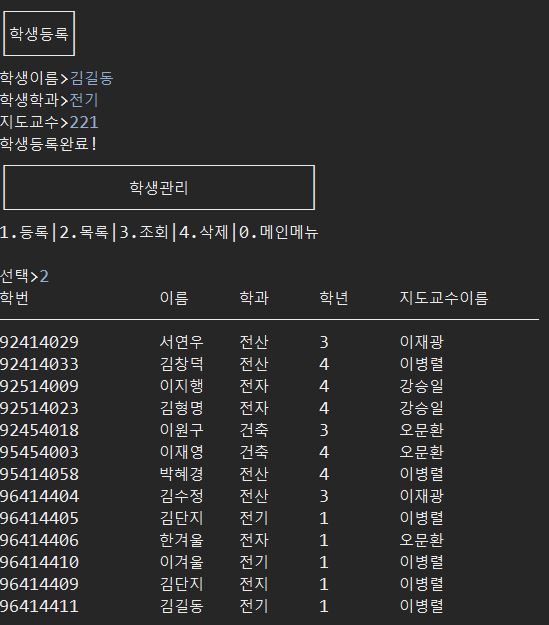 학생등록
학생이름>김길동
학생학과>전기
지도교수>221
학생등록완료!
학생관리
1.등록|2.목록|3.조회|4.삭제|0.메인메뉴
선택>2
학번 이름 학과 학년 지도교수이름
92414029 서연우 전산 3 이재광
92414033 김창덕 전산 4 이병렬
92514009 이지행 전자 4 강승일
92514023 김형명 전자 4 강승일
92454018 이원구 건축 3 오문환
95454003 이재영 건축 4 오문환
95414058 박혜경 전산 4 이병렬
96414404 김수정 전산 3 이재광
96414405 김단지 전기 1 이병렬
96414406 한겨울 전자 1 오문환
96414410 이겨울 전기 1 이병렬
96414409 김단지 전지 1 이병렬
96414411 김길동 전기 1 이병렬